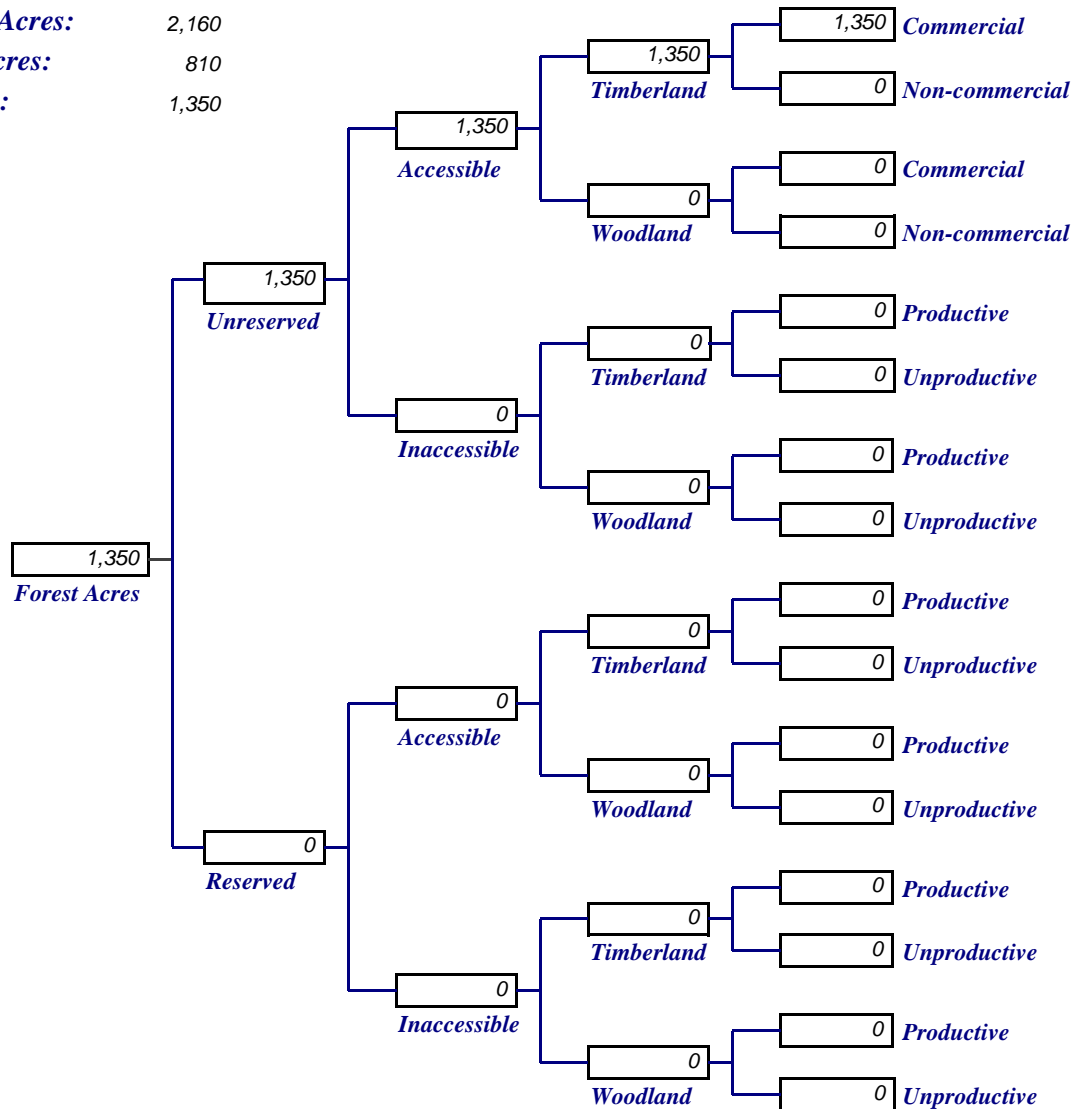 Acres: 2,160
cres: 810
: 1,350
1,350 Commercial
1,350
Timberland
0 Non-commercial
1,350
Accessible
0 Commercial
0
Woodland
0 Non-commercial
1,350
Unreserved
0 Productive
0
Timberland
0 Unproductive
0
Inaccessible
0 Productive
0
Woodland
0 Unproductive
1,350
Forest Acres
0 Productive
0
Timberland
0 Unproductive
0
Accessible
0 Productive
0
Woodland
0 Unproductive
0
Reserved
0 Productive
0
Timberland
0 Unproductive
0
Inaccessible
0 Productive
0
Woodland
0 Unproductive